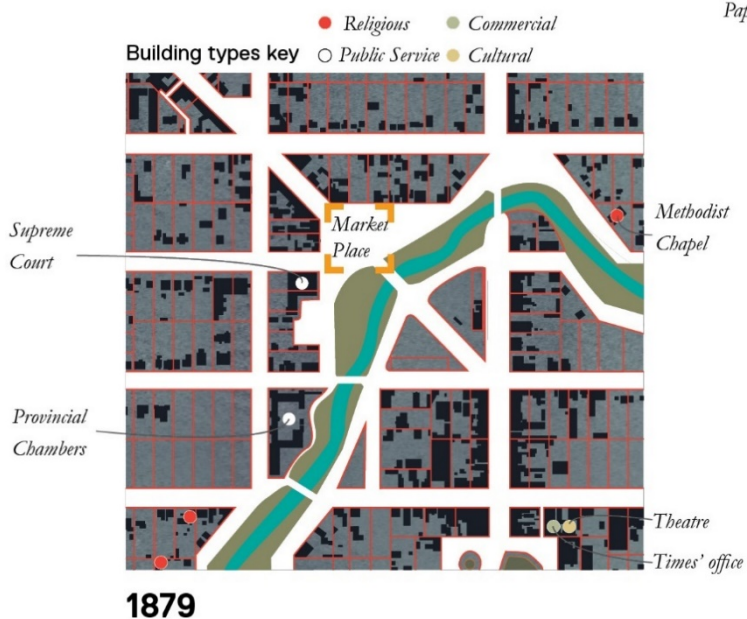 Pap
Religious
Commercial
Building types key
Public Service
Cultural
Market
Place
Methodist
Chapel
Supreme
Court
Provincial
Chambers
Theatre
Times' office
1879